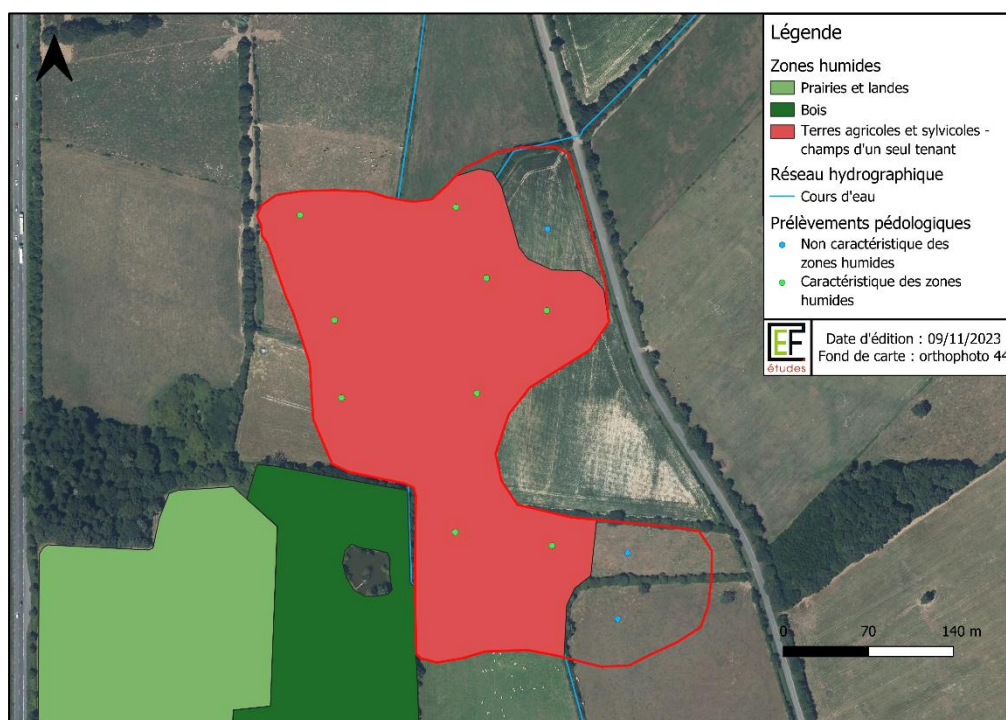 Légende
Zones humides
Prairies et landes
Bois
Terres agricoles et sylvicoles -
champs d'un seul tenant
Réseau hydrographique
Cours d'eau
Prélèvements pédologiques
Non caractéristique des
zones humides
Caractéristique des zones
humides
EF
études
Date d'édition : 09/11/2023
Fond de carte : orthophoto 44
0 70 140 m